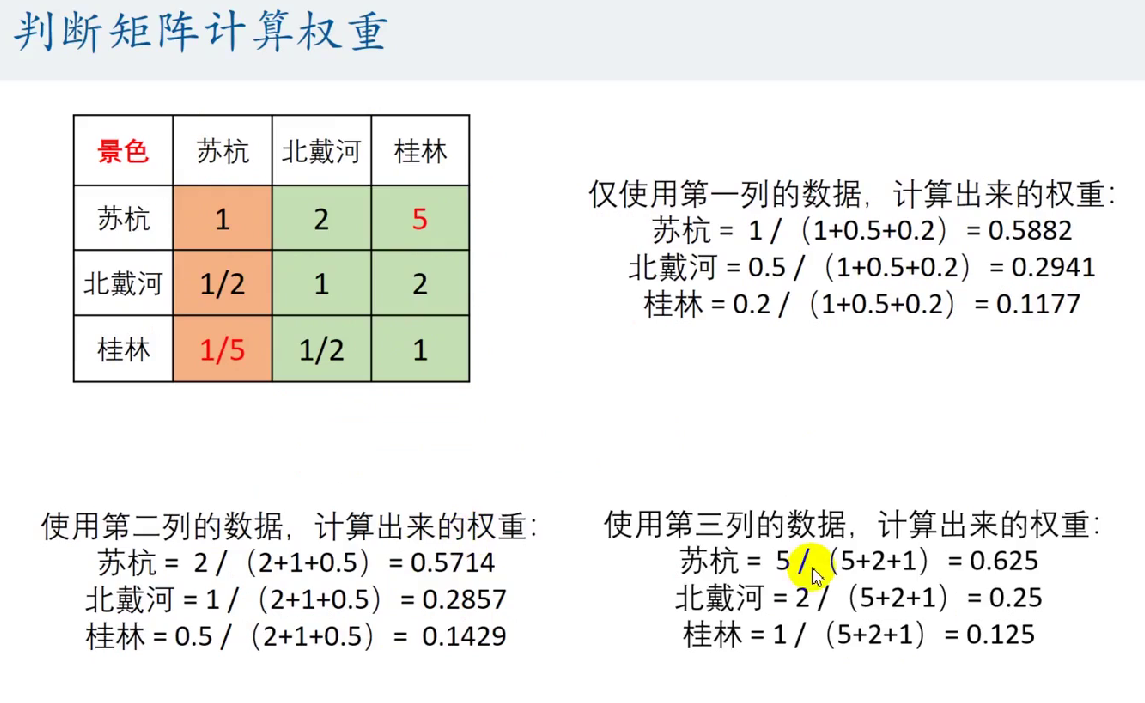 判断矩阵计算权重
景色 苏杭 北戴河 桂林
苏杭 1 2 5
北戴河 1/2 1 2
桂林 1/5 1/2 1
仅使用第一列的数据，计算出来的权重：
苏杭 = 1 /（1+0.5+0.2）= 0.5882
北戴河 = 0.5 /（1+0.5+0.2）= 0.2941
桂林 = 0.2 /（1+0.5+0.2）= 0.1177
使用第二列的数据，计算出来的权重：
苏杭 = 2 /（2+1+0.5）= 0.5714
北戴河 = 1 /（2+1+0.5）= 0.2857
桂林 = 0.5 /（2+1+0.5）= 0.1429
使用第三列的数据，计算出来的权重：
苏杭 = 5 /（5+2+1）= 0.625
北戴河 = 2 /（5+2+1）= 0.25
桂林 = 1 /（5+2+1）= 0.125